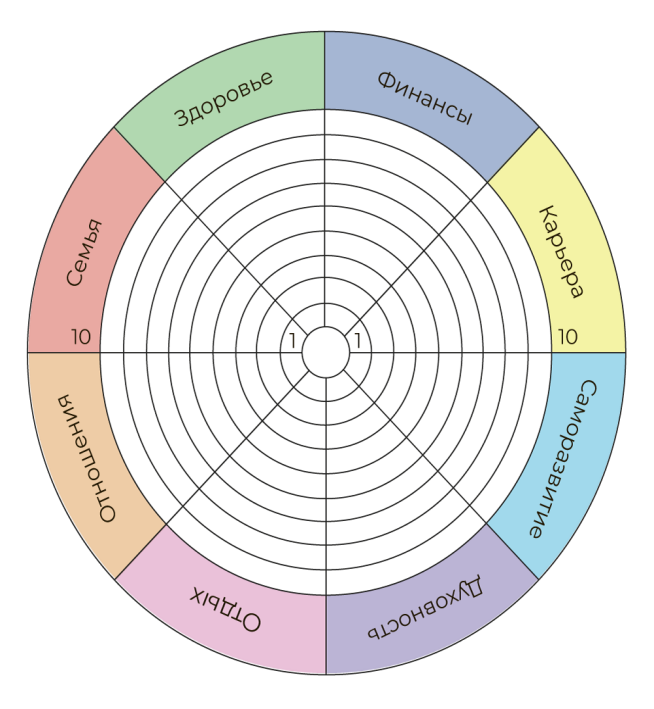 Здоровье
Финансы
Карьера
Саморазвитие
Духовность
Отдых
Отношения
Семья
10
1
1
10